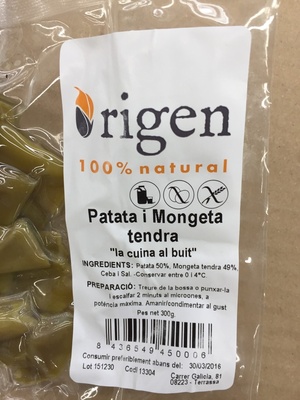 Origen
100% natural
Patata i Mongeta
tendra
"la cuina al buit"
INGREDIENTS: Patata 50%, Mongeta tendra 49%,
Ceba i Sal. -Conservar entre 0 i 4°C.
PREPARACIÓ: Treure de la bossa o punxar-la
i escalfar 2 minuts al microones, a
potència máxima. Amanir/condimentar al gust
Pes net 300g
8 436549 450006
Consumir preferiblement abans del: 30/03/2016
Lot 151230 Codi 13304 Carrer Galicia, 81
08223 - Terrassa